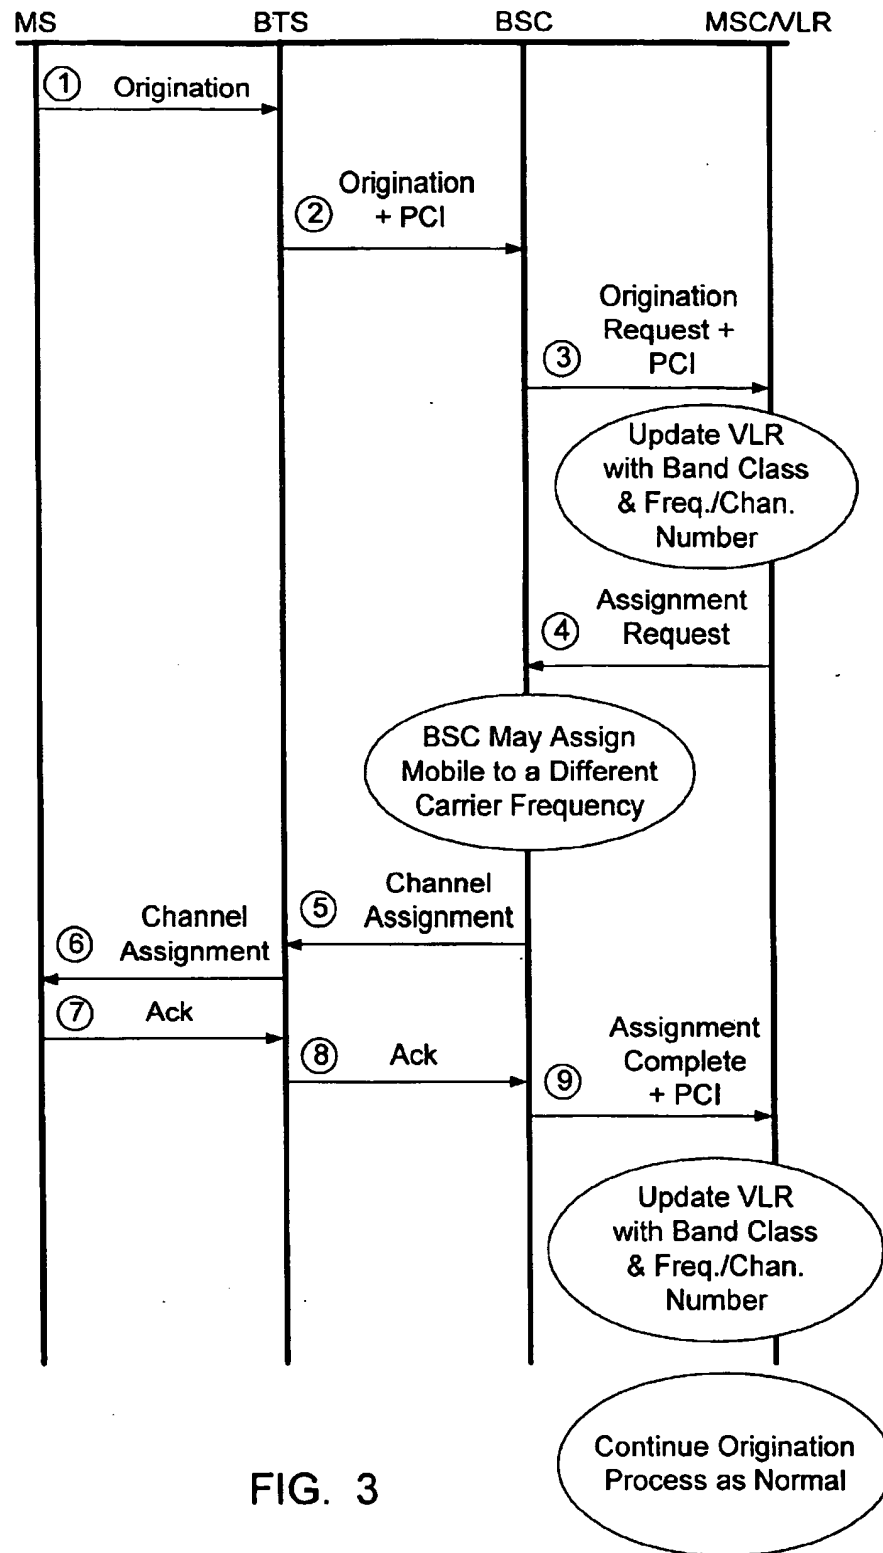 MS BTS BSC MSC/VLR
① Origination
Origination
② + PCI
Origination
Request +
③ PCI
Update VLR
with Band Class
& Freq./Chan.
Number
Assignment
④ Request
BSC May Assign
Mobile to a Different
Carrier Frequency
Channel
⑤ Assignment
Channel
⑥ Assignment
⑦ Ack
⑧ Ack
Assignment
Complete
⑨ + PCI
Update VLR
with Band Class
& Freq./Chan.
Number
Continue Origination
Process as Normal
FIG. 3